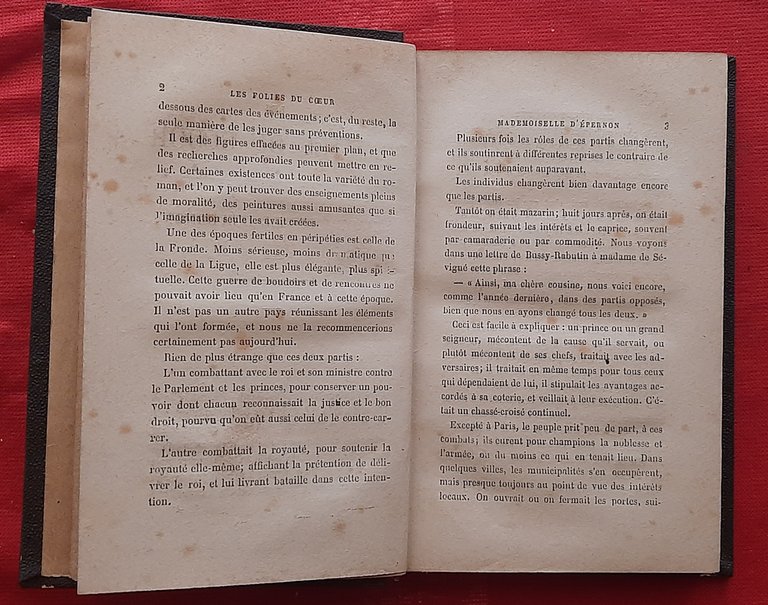 2
LES FOLIES DU CŒUR
dessous des cartes des événements ; c'est, du reste, la
seule manière de les juger sans préventions.
Il est des figures effacées au premier plan, et que
des recherches approfondies peuvent mettre en re-
lief. Certaines existences ont toute la variété du ro-
man, et l'on y peut trouver des enseignements pleins
de moralité, des peintures aussi amusantes que si
l'imagination seule les avait créées.
Une des époques fertiles en péripéties est celle de
la Fronde. Moins sérieuse, moins dramatique que
celle de la Ligue, elle est plus élégante, plus spiri-
tuelle. Cette guerre de boudoirs et de rencontres ne
pouvait avoir lieu qu'en France et à cette époque.
Il n'est pas un autre pays réunissant les éléments
qui l'ont formée, et nous ne la recommencerions
certainement pas aujourd'hui.
Rien de plus étrange que ces deux partis :
L'un combattant avec le roi et son ministre contre
le Parlement et les princes, pour conserver un pou-
voir dont chacun reconnaissait la justice et le bon
droit, pourvu qu'on eût aussi celui de le contre-car-
rer.
L'autre combattait la royauté, pour soutenir la
royauté elle-même; affichant la prétention de déli-
vrer le roi, et lui livrant bataille dans cette inten-
tion.
MADEMOISELLE D'ÉPERNON 3
Plusieurs fois les rôles de ces partis changèrent,
et ils soutinrent à différentes reprises le contraire de
ce qu'ils soutenaient auparavant.
Les individus changèrent bien davantage encore
que les partis.
Tantôt on était mazarin; huit jours après, on était
frondeur, suivant les intérêts et le caprice, souvent
par camaraderie ou par commodité. Nous voyons
dans une lettre de Bussy-Rabutin à madame de Sé-
vigné cette phrase :
— « Ainsi, ma chère cousine, nous voici encore,
comme l'année dernière, dans des partis opposés,
bien que nous en ayons changé tous les deux. »
Ceci est facile à expliquer : un prince ou un grand
seigneur, mécontent de la cause qu'il servait, ou
plutôt mécontent de ses chefs, traitait avec les ad-
versaires; il traitait en même temps pour tous ceux
qui dépendaient de lui, il stipulait les avantages ac-
cordés à sa coterie, et veillait à leur exécution. C'é-
tait un chassé-croisé continuel.
Excepté à Paris, le peuple prit peu de part, à ces
combats; ils eurent pour champions la noblesse et
l'armée, ou du moins ce qui en tenait lieu. Dans
quelques villes, les municipalités s'en occupèrent,
mais presque toujours au point de vue des intérêts
locaux. On ouvrait ou on fermait les portes, sui-